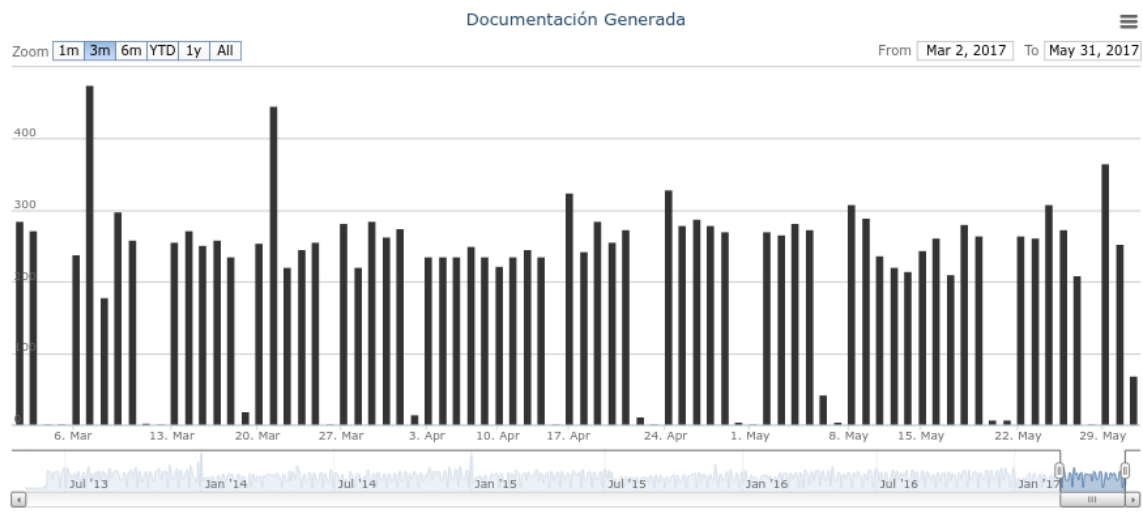 Documentación Generada
Zoom 1m 3m 6m YTD 1y All From Mar 2, 2017 To May 31, 2017
400
300
200
100
0
6. Mar 13. Mar 20. Mar 27. Mar 3. Apr 10. Apr 17. Apr 24. Apr 1. May 8. May 15. May 22. May 29. May
Jul '13 Jan '14 Jul '14 Jan '15 Jul '15 Jan '16 Jul '16 Jan '17